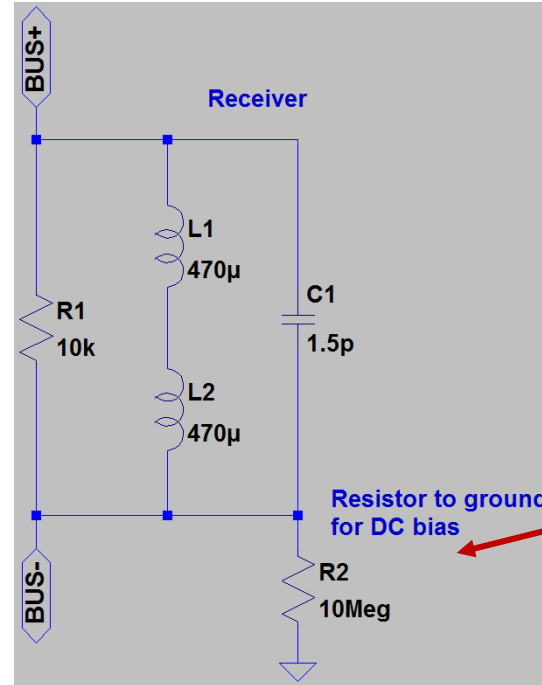 BUS+
Receiver
L1
470µ
R1
10k
C1
1.5p
L2
470µ
Resistor to ground
for DC bias
R2
10Meg
BUS-